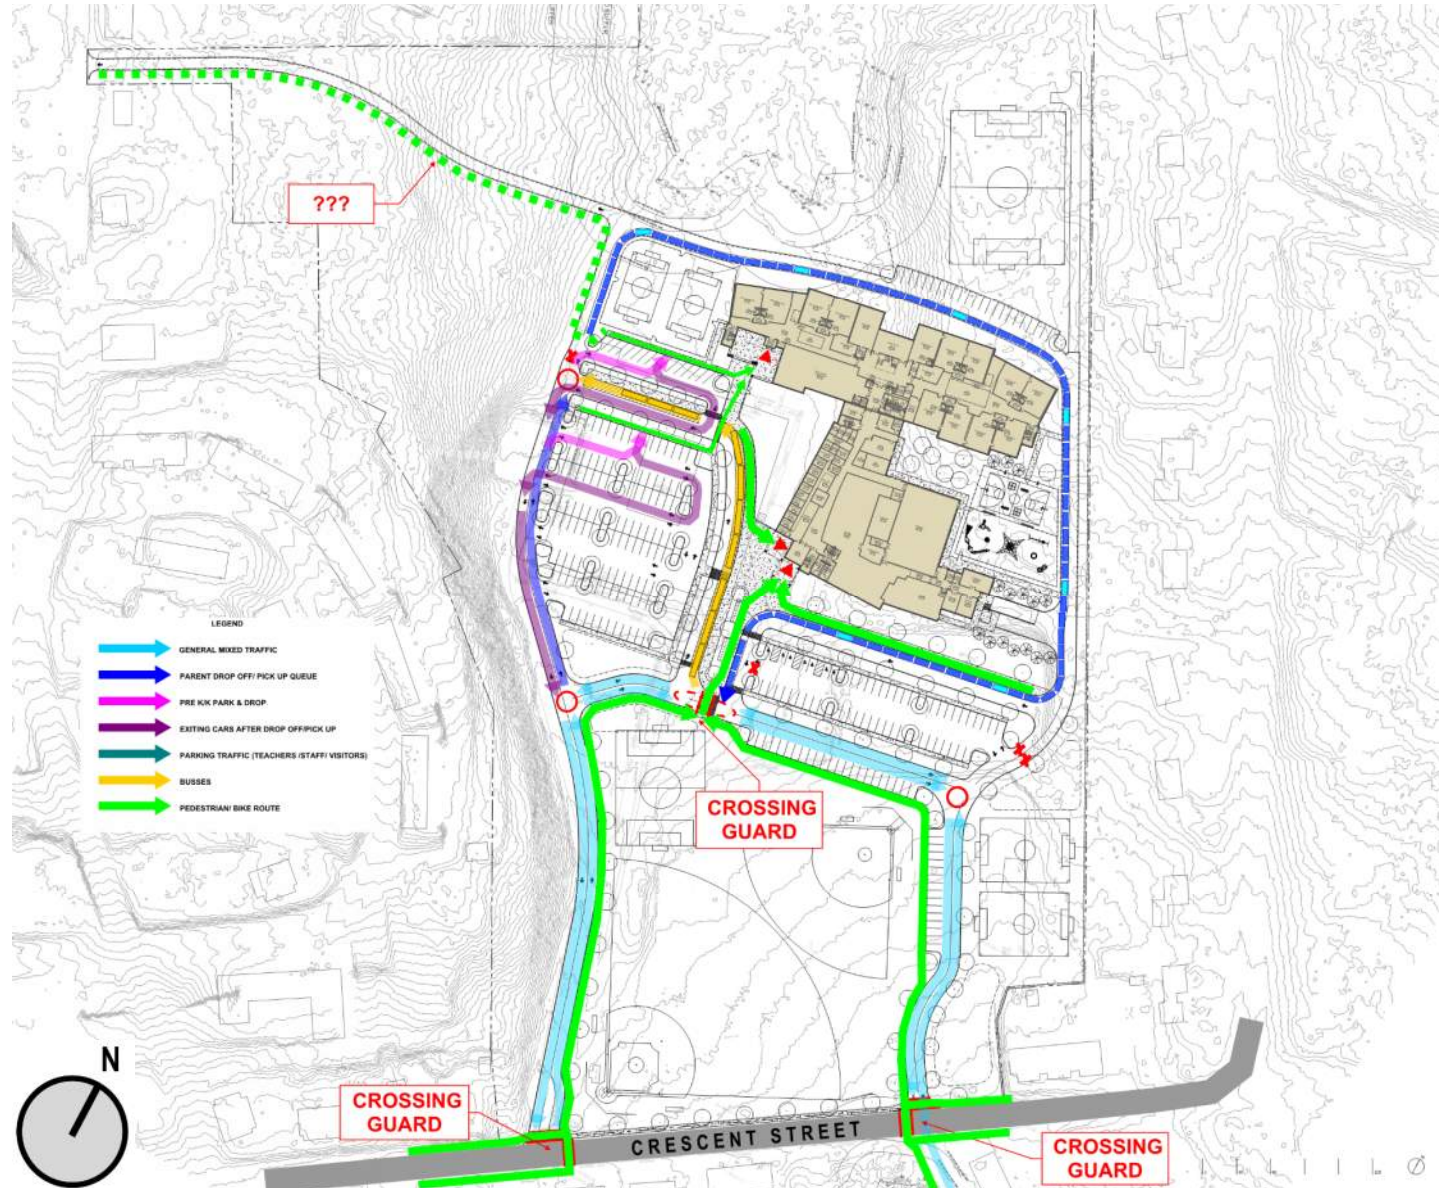 ???
LEGEND
GENERAL MIXED TRAFFIC
PARENT DROP OFF/ PICK UP QUEUE
PRE K/K PARK & DROP
EXITING CARS AFTER DROP OFF/PICK UP
PARKING TRAFFIC (TEACHERS /STAFF/ VISITORS)
BUSSES
PEDESTRIAN/ BIKE ROUTE
CROSSING
GUARD
N
CROSSING
GUARD
CRESCENT STREET
CROSSING
GUARD